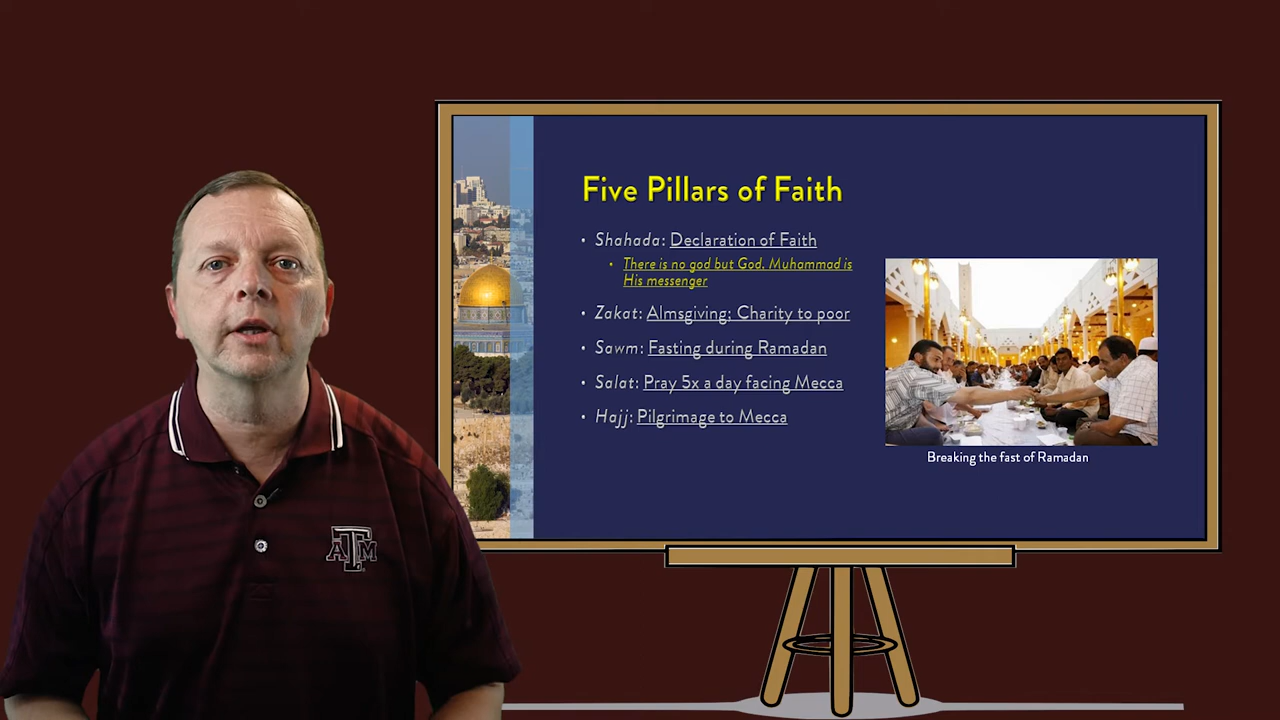 Five Pillars of Faith
• Shahada: Declaration of Faith
• There is no god but God. Muhammad is
His messenger
• Zakat: Almsgiving: Charity to poor
• Sawm: Fasting during Ramadan
• Salat: Pray 5x a day facing Mecca
• Hajj: Pilgrimage to Mecca
Breaking the fast of Ramadan
ATM